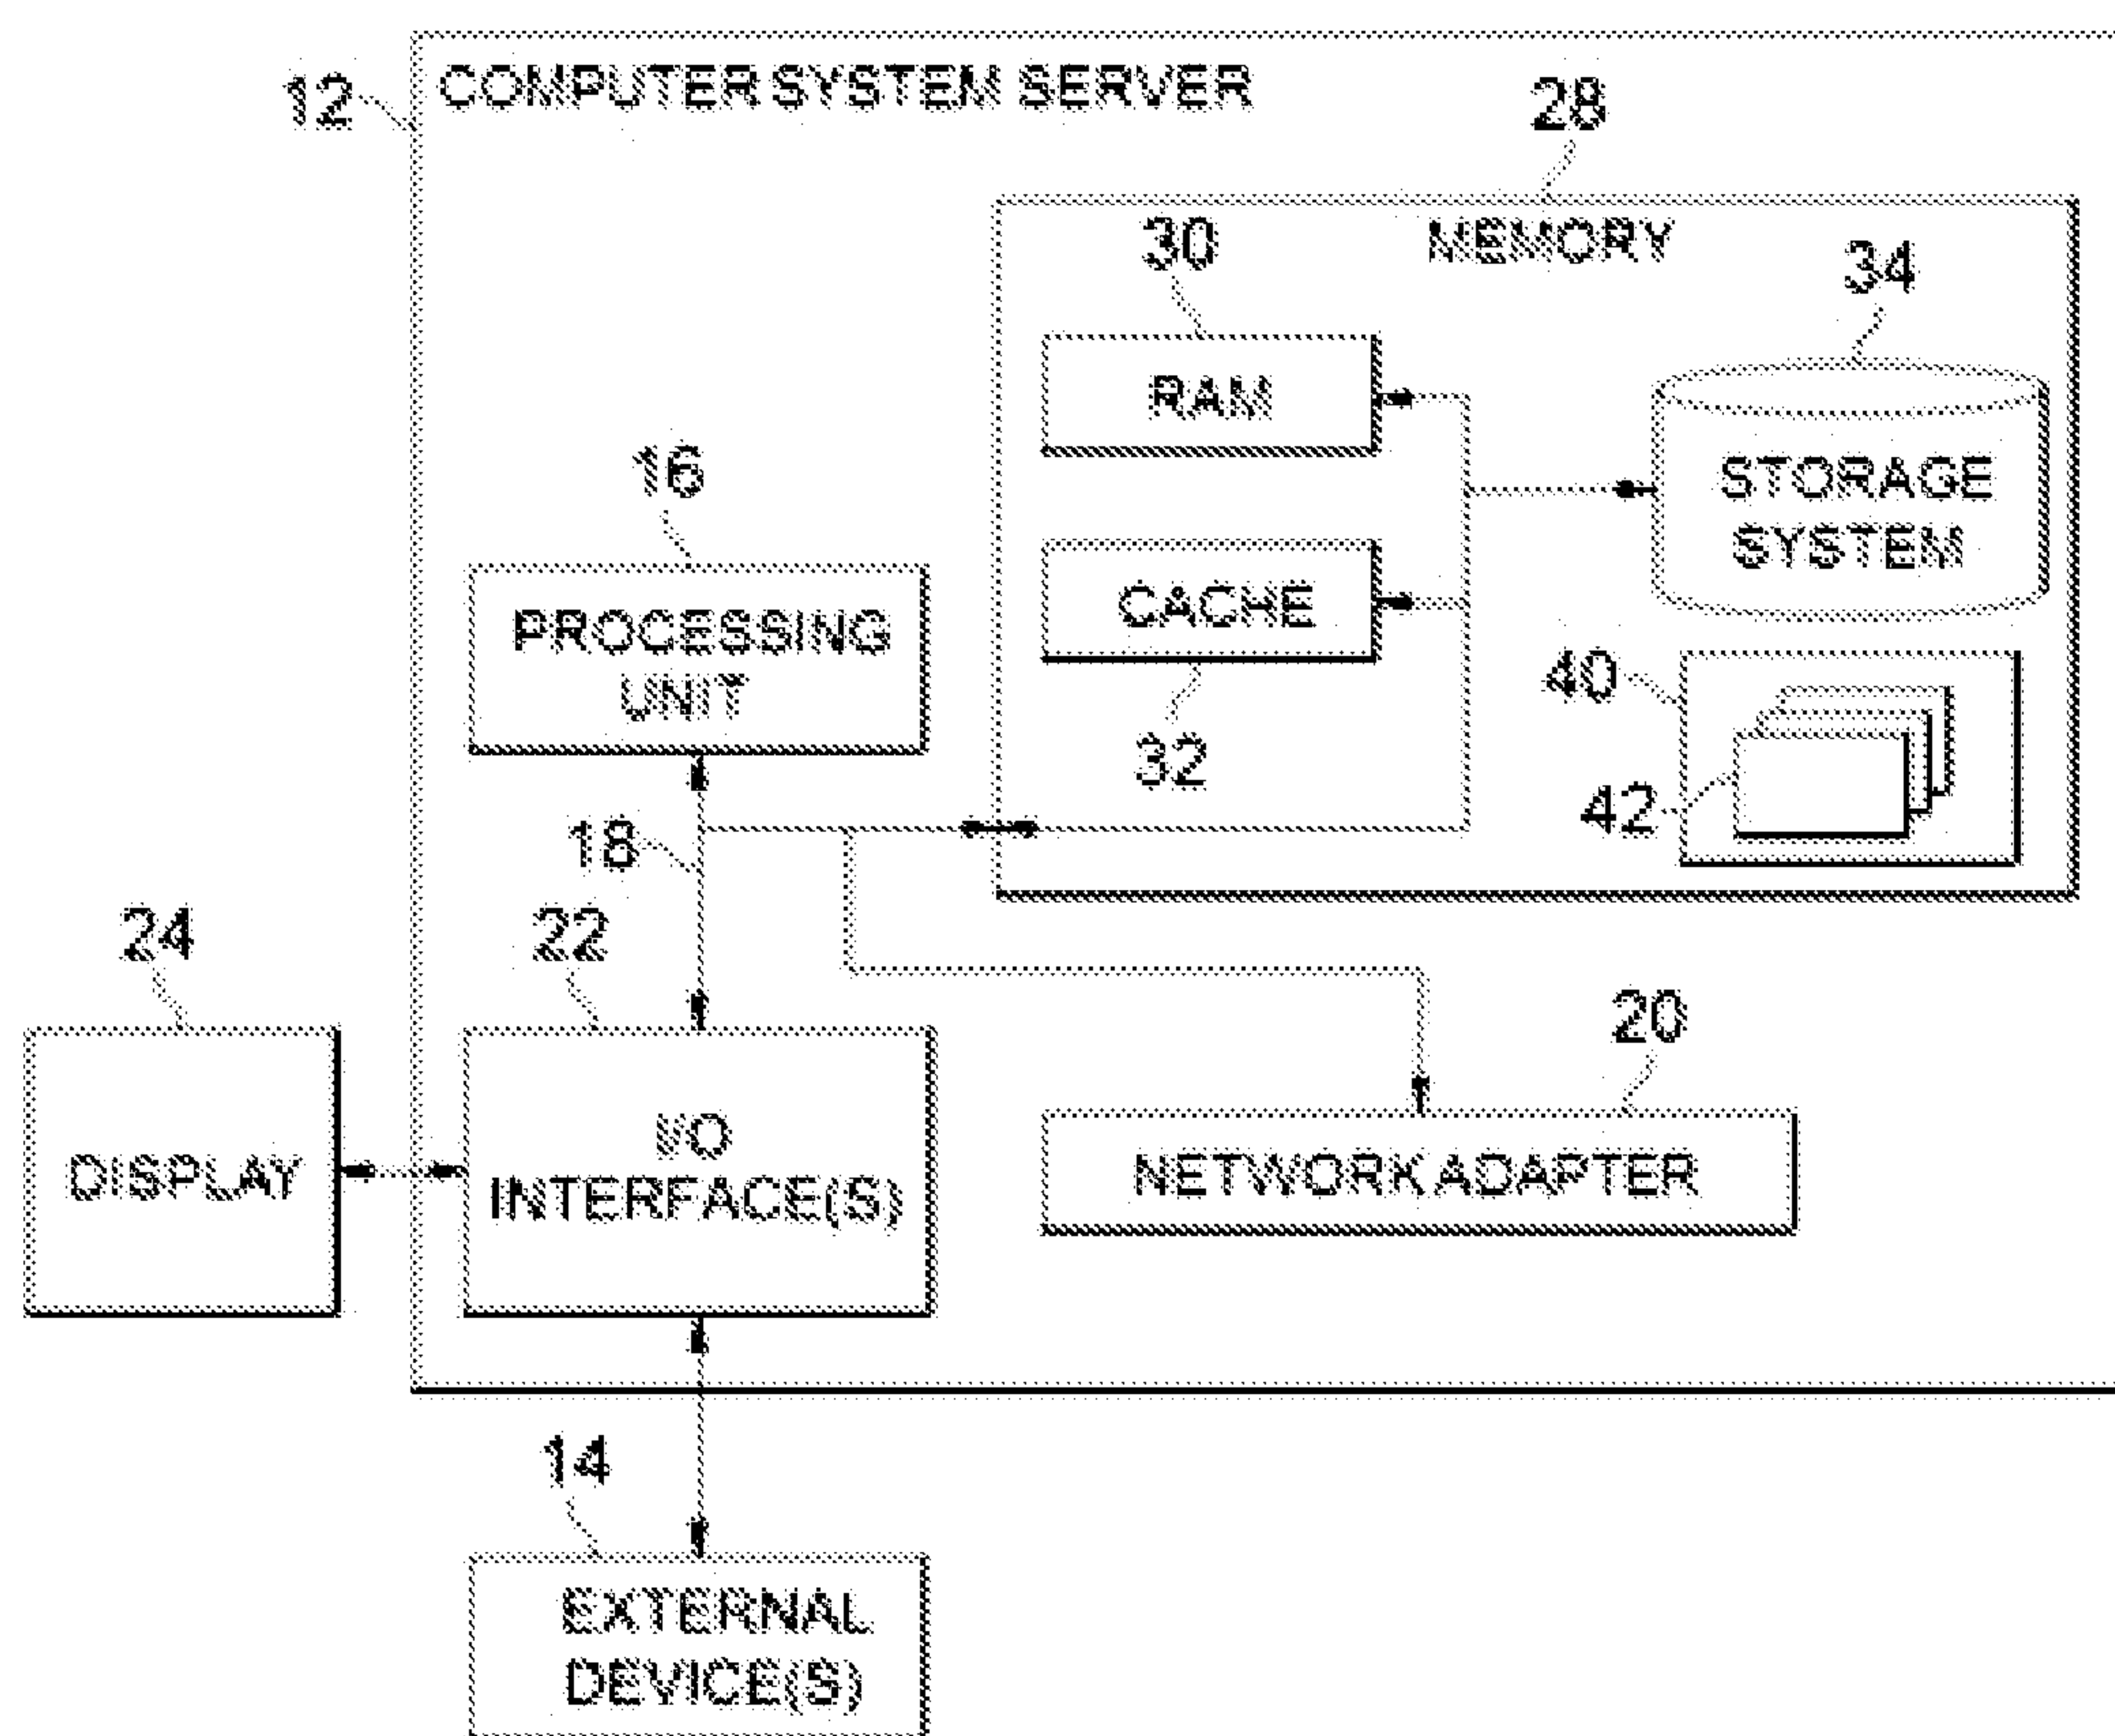 12
COMPUTER SYSTEM SERVER
28
MEMORY
30
34
RAM
STORAGE
SYSTEM
16
PROCESSING
UNIT
CACHE
40
32
42
18
24
22
20
DISPLAY
I/O
INTERFACE(S)
NETWORK ADAPTER
14
EXTERNAL
DEVICE(S)